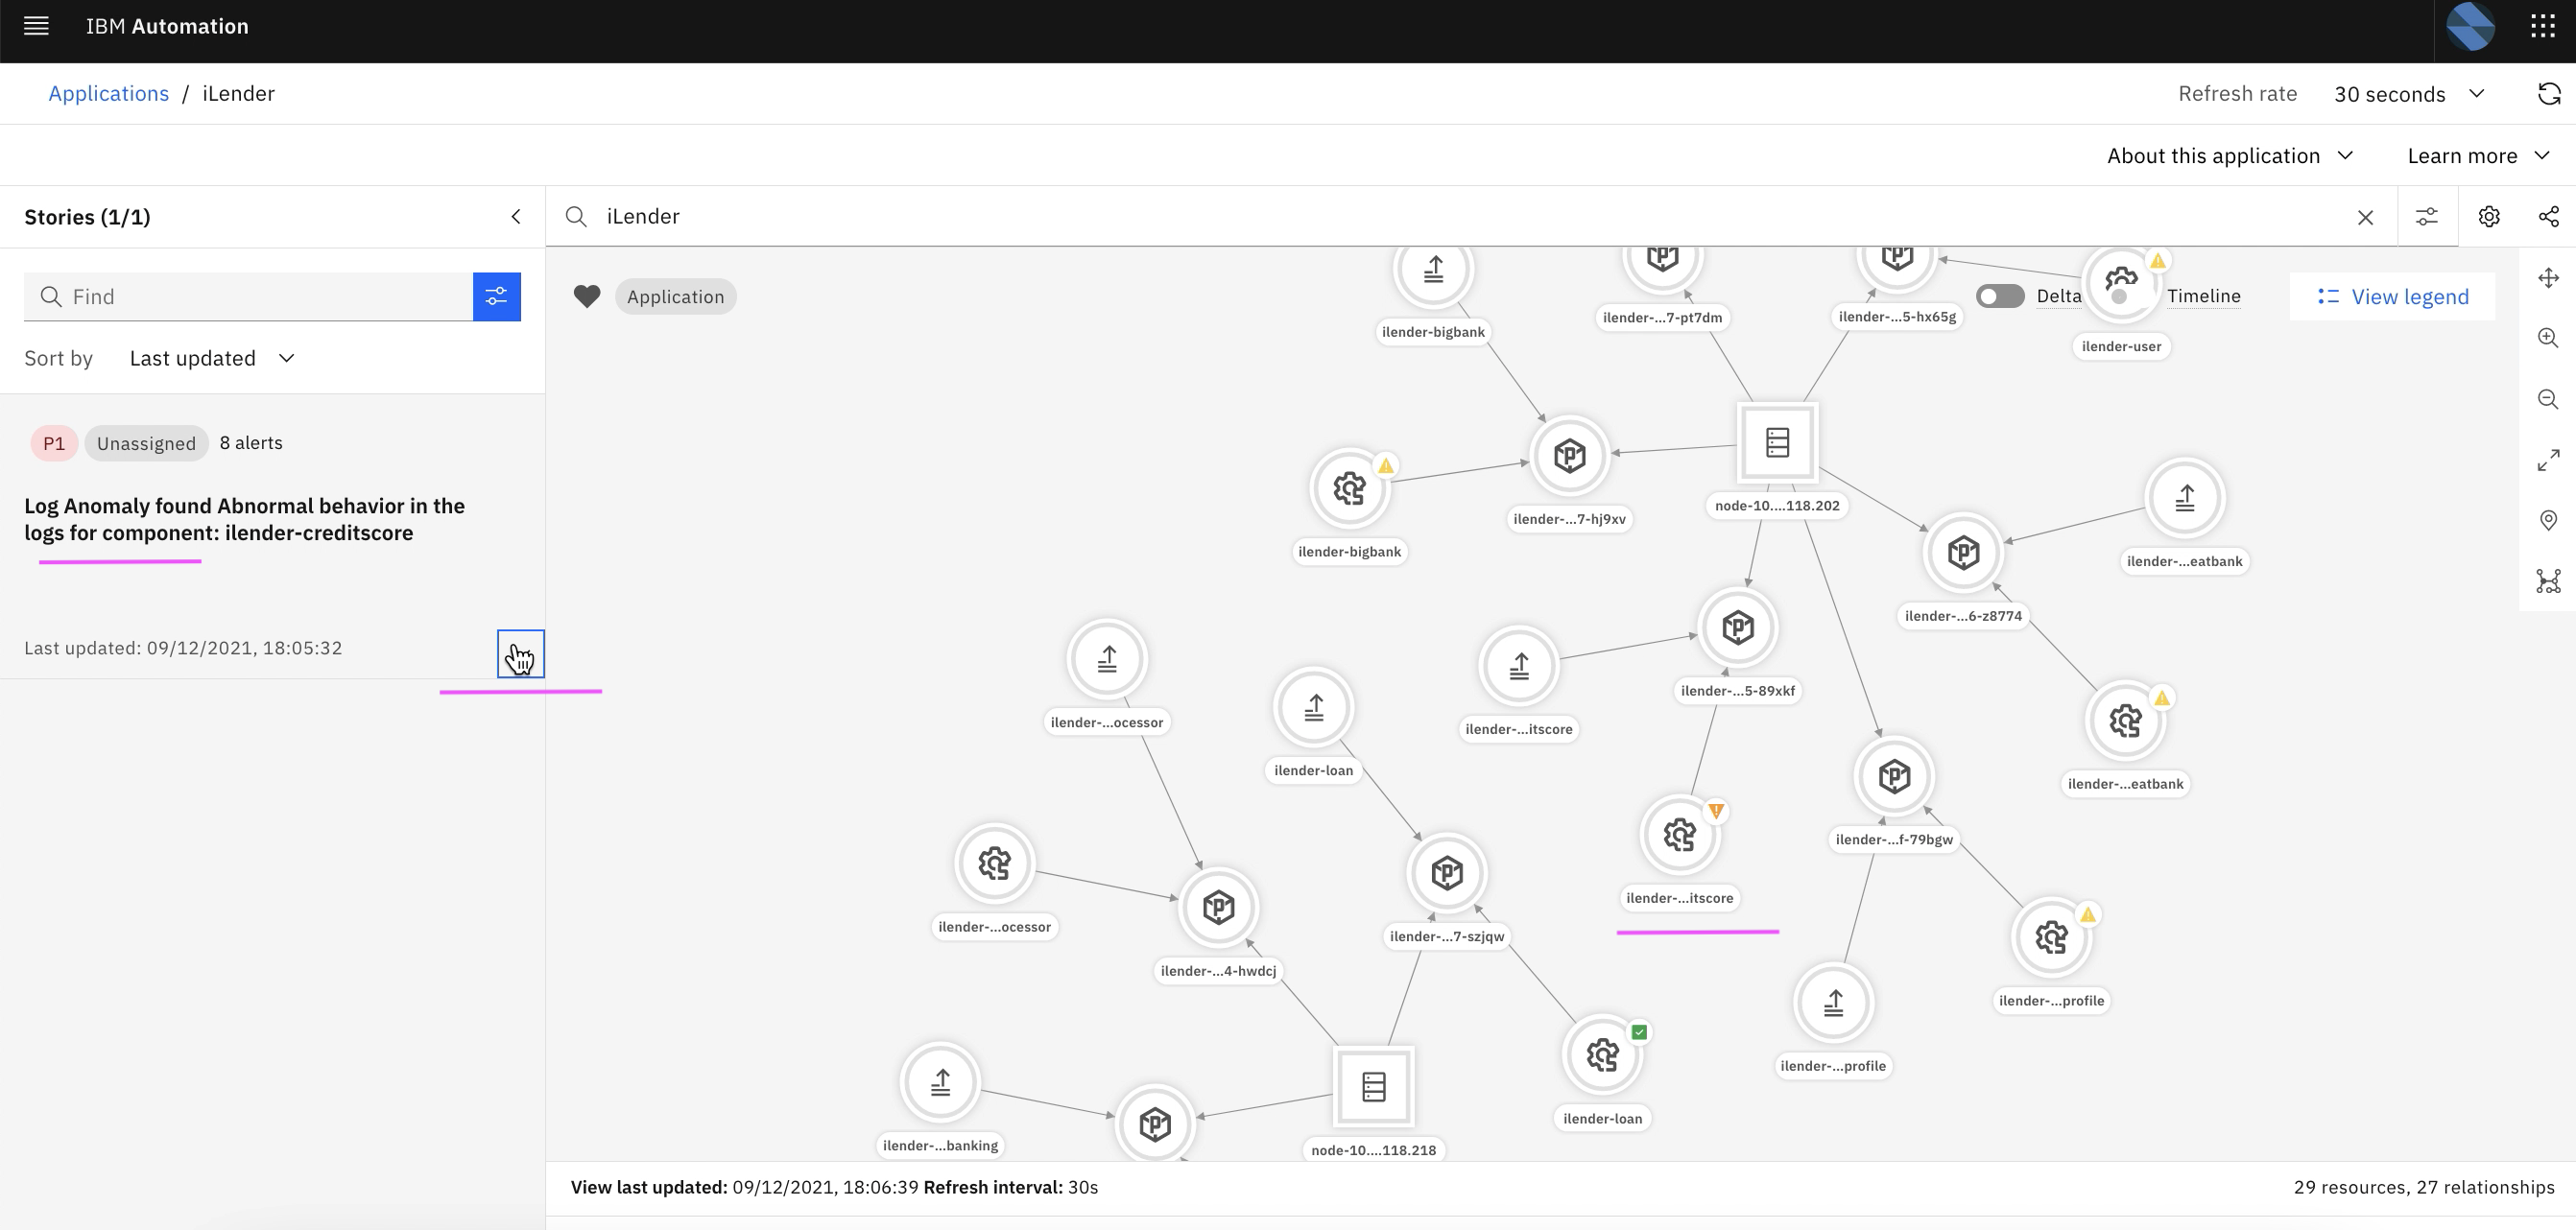 IBM Automation
Applications / iLender
Refresh rate 30 seconds
About this application Learn more
Stories (1/1)
iLender
Find
Application
Delta Timeline
View legend
Sort by Last updated
P1 Unassigned 8 alerts
Log Anomaly found Abnormal behavior in the
logs for component: ilender-creditscore
Last updated: 09/12/2021, 18:05:32
ilender-bigbank
ilender-...7-pt7dm
ilender-...5-hx65g
ilender-user
node-10....118.202
ilender-...7-hj9xv
ilender-bigbank
ilender-...eatbank
ilender-...6-z8774
ilender-...5-89xkf
ilender-...ocessor
ilender-...itscore
ilender-loan
ilender-...eatbank
ilender-...f-79bgw
ilender-...itscore
ilender-...ocessor
ilender-...7-szjqw
ilender-...4-hwdcj
ilender-...profile
ilender-...profile
ilender-loan
ilender-...banking
node-10....118.218
View last updated: 09/12/2021, 18:06:39 Refresh interval: 30s
29 resources, 27 relationships